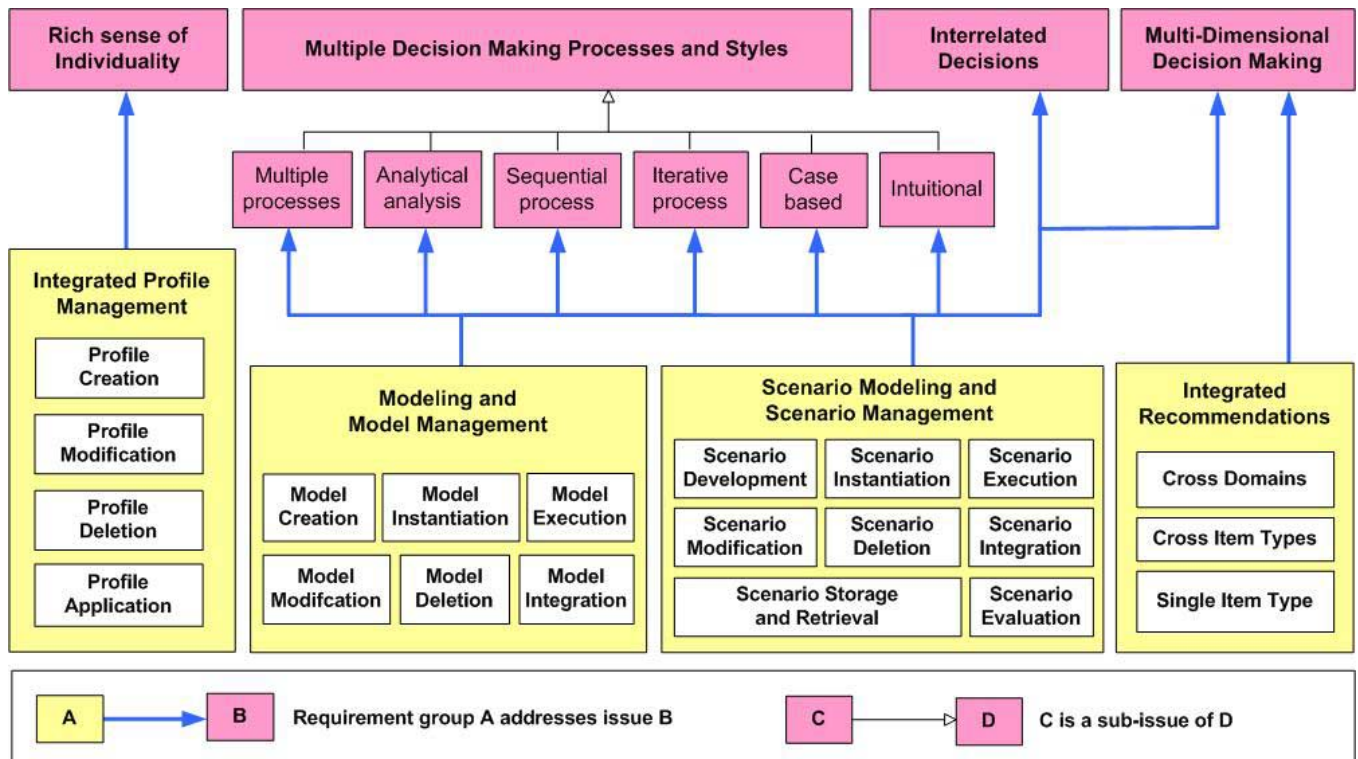 Rich sense of
Individuality
Multiple Decision Making Processes and Styles
Interrelated
Decisions
Multi-Dimensional
Decision Making
Multiple
processes
Analytical
analysis
Sequential
process
Iterative
process
Case
based
Intuitional
Integrated Profile
Management
Profile
Creation
Profile
Modification
Profile
Deletion
Profile
Application
Modeling and
Model Management
Model
Creation
Model
Instantiation
Model
Execution
Model
Modifcation
Model
Deletion
Model
Integration
Scenario Modeling and
Scenario Management
Scenario
Development
Scenario
Instantiation
Scenario
Execution
Scenario
Modification
Scenario
Deletion
Scenario
Integration
Scenario Storage
and Retrieval
Scenario
Evaluation
Integrated
Recommendations
Cross Domains
Cross Item Types
Single Item Type
A
B
Requirement group A addresses issue B
C
D
C is a sub-issue of D